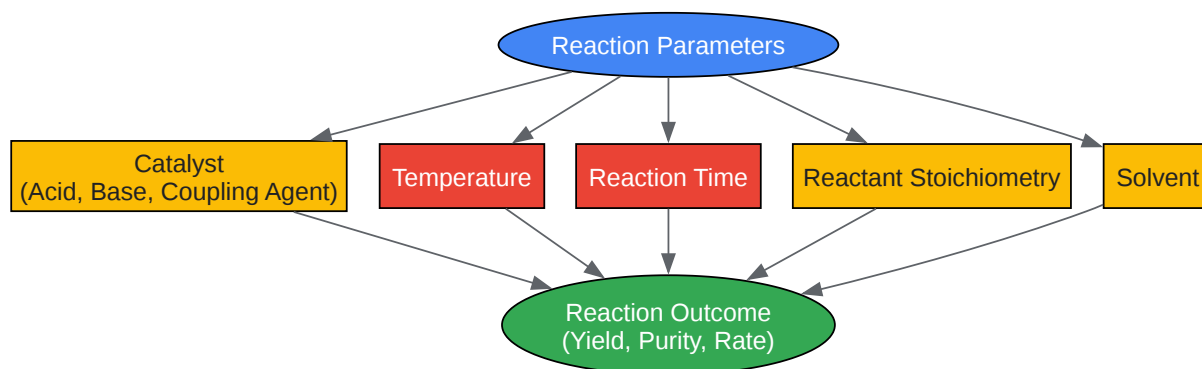 Reaction Parameters
Catalyst
(Acid, Base, Coupling Agent)
Temperature
Reaction Time
Reactant Stoichiometry
Solvent
Reaction Outcome
(Yield, Purity, Rate)